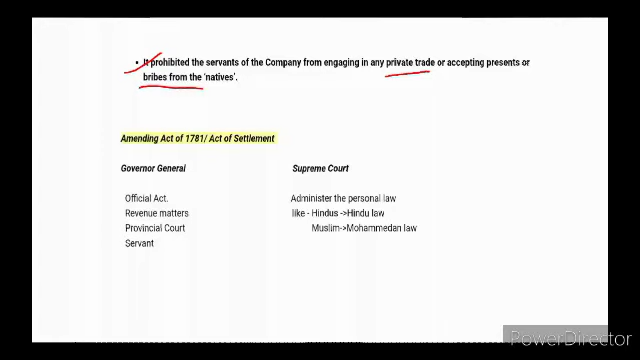 • It prohibited the servants of the Company from engaging in any private trade or accepting presents or
bribes from the ‘natives’.
Amending Act of 1781/ Act of Settlement
Governor General
Supreme Court
Official Act.
Administer the personal law
Revenue matters
like - Hindus ->Hindu law
Provincial Court
Muslim->Mohammedan law
Servant
PowerDirector